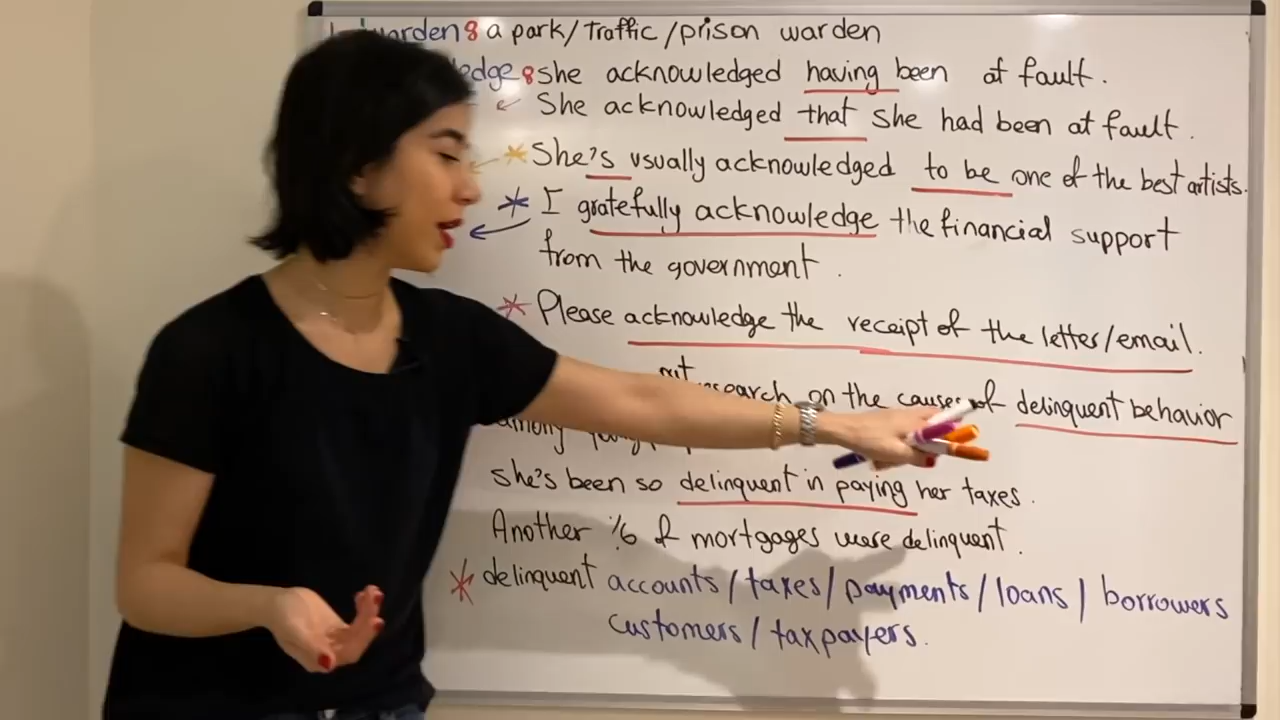 warden: a park/traffic/prison warden
she acknowledged having been at fault.
She acknowledged that she had been at fault.
* She's usually acknowledged to be one of the best artists.
* I gratefully acknowledge the financial support
from the government.
* Please acknowledge the receipt of the letter/email.
out research on the causes of delinquent behavior
among
she's been so delinquent in paying her taxes.
Another %6 of mortgages were delinquent.
* delinquent accounts/taxes/payments/loans/borrowers
customers/taxpayers.